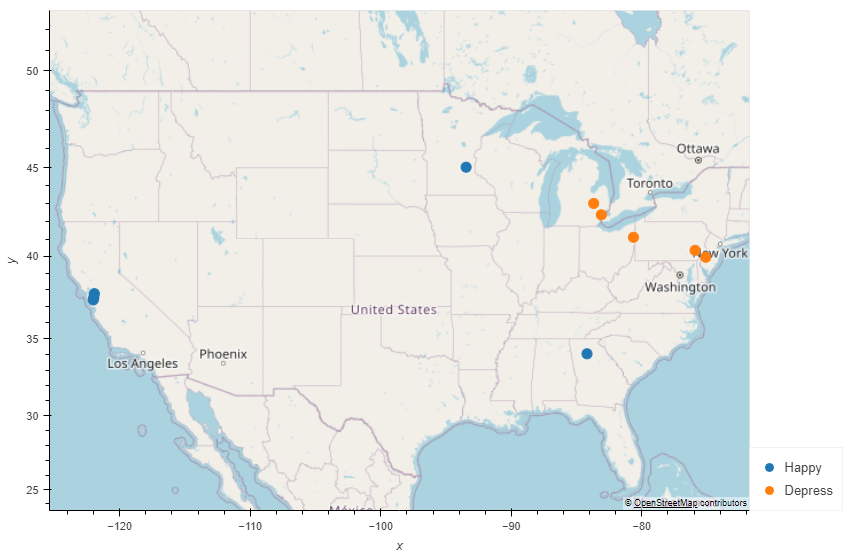 50
45
40
35
30
25
y
Ottawa
Toronto
New York
Washington
United States
Phoenix
Los Angeles
México
© OpenStreetMap contributors
Happy
Depress
−120
−110
−100
−90
−80
x